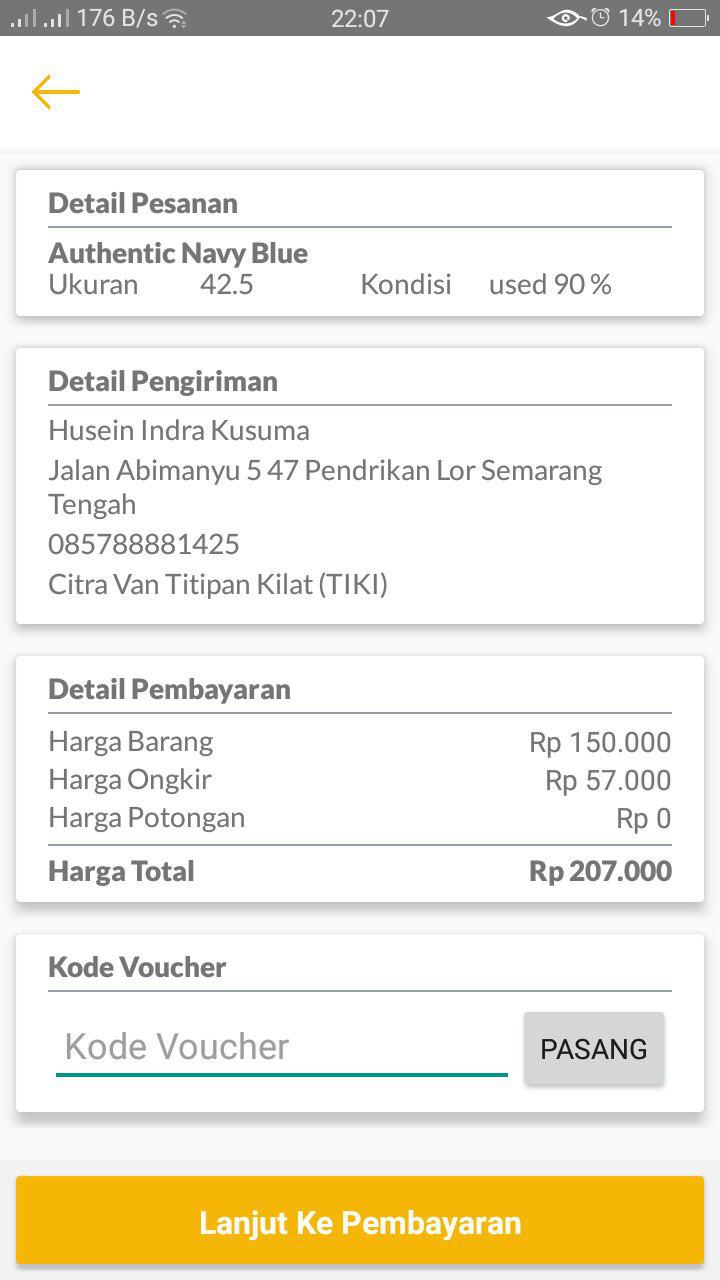 176 B/s 22:07 14%
Detail Pesanan
Authentic Navy Blue
Ukuran 42.5 Kondisi used 90 %
Detail Pengiriman
Husein Indra Kusuma
Jalan Abimanyu 5 47 Pendrikan Lor Semarang
Tengah
085788881425
Citra Van Titipan Kilat (TIKI)
Detail Pembayaran
Harga Barang Rp 150.000
Harga Ongkir Rp 57.000
Harga Potongan Rp 0
Harga Total Rp 207.000
Kode Voucher
Kode Voucher PASANG
Lanjut Ke Pembayaran